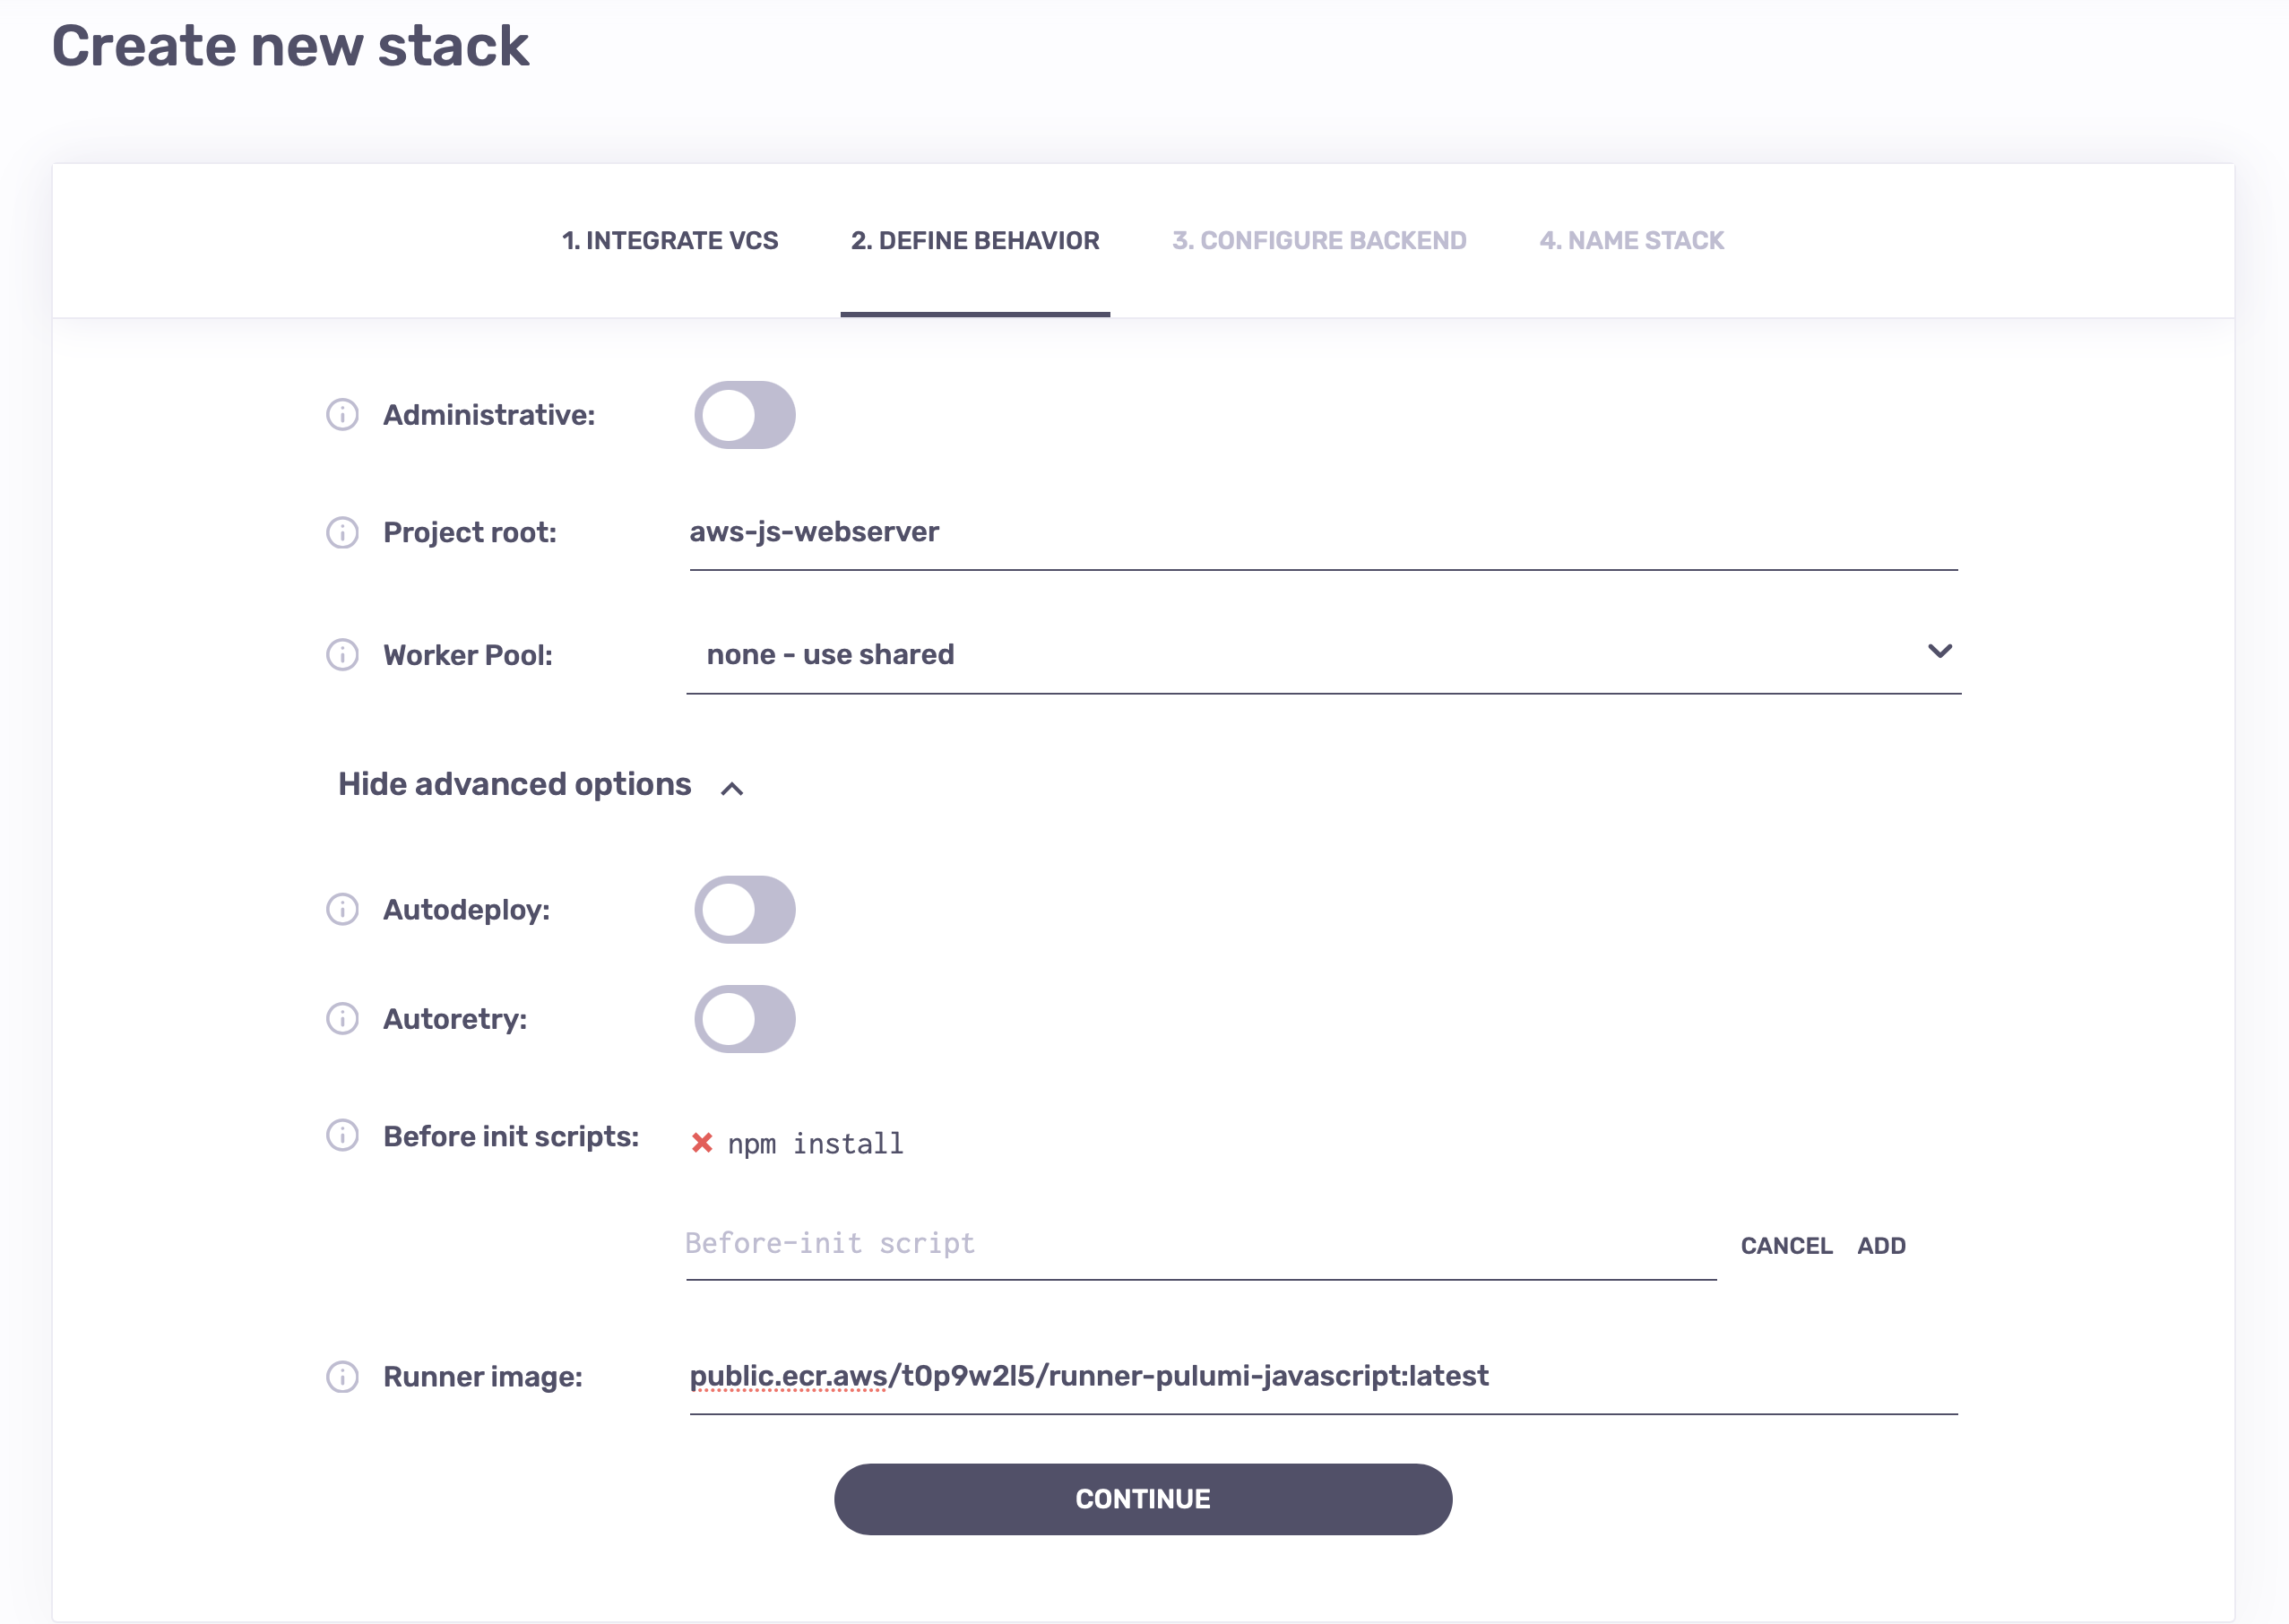 Create new stack
1. INTEGRATE VCS 2. DEFINE BEHAVIOR 3. CONFIGURE BACKEND 4. NAME STACK
Administrative:
Project root: aws-js-webserver
Worker Pool: none - use shared
Hide advanced options
Autodeploy:
Autoretry:
Before init scripts: npm install
Before-init script CANCEL ADD
Runner image: public.ecr.aws/t0p9w2l5/runner-pulumi-javascript:latest
CONTINUE